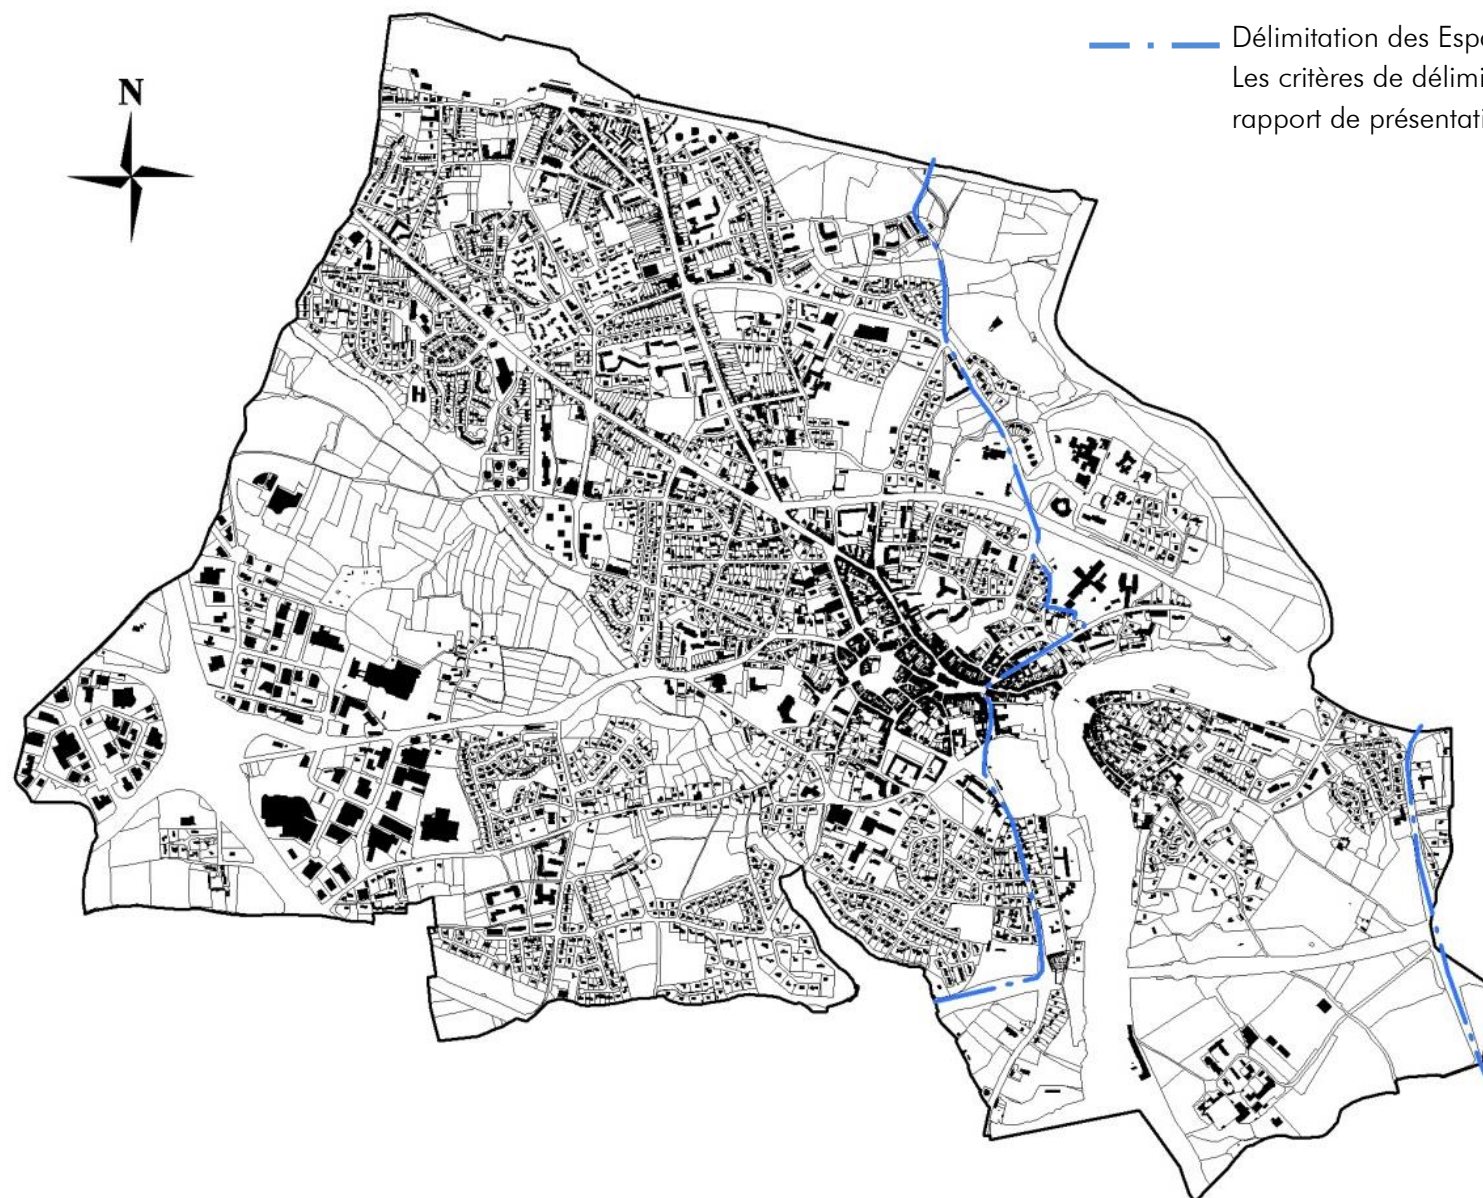 N
Délimitation des Esp
Les critères de délimi
rapport de présentati